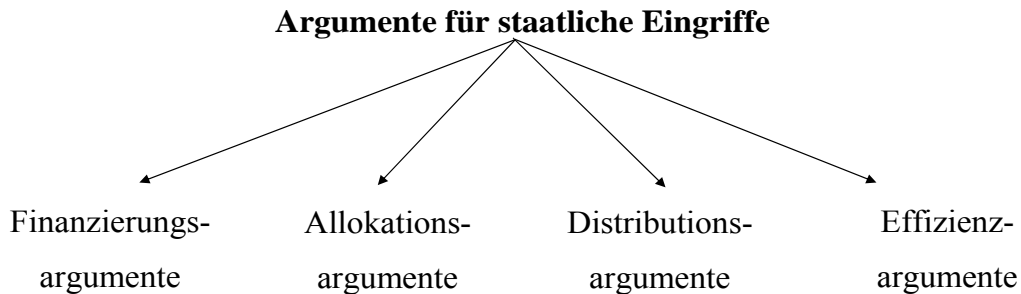 Argumente für staatliche Eingriffe
Finanzierungs- Allokations- Distributions- Effizienz-
argumente argumente argumente argumente